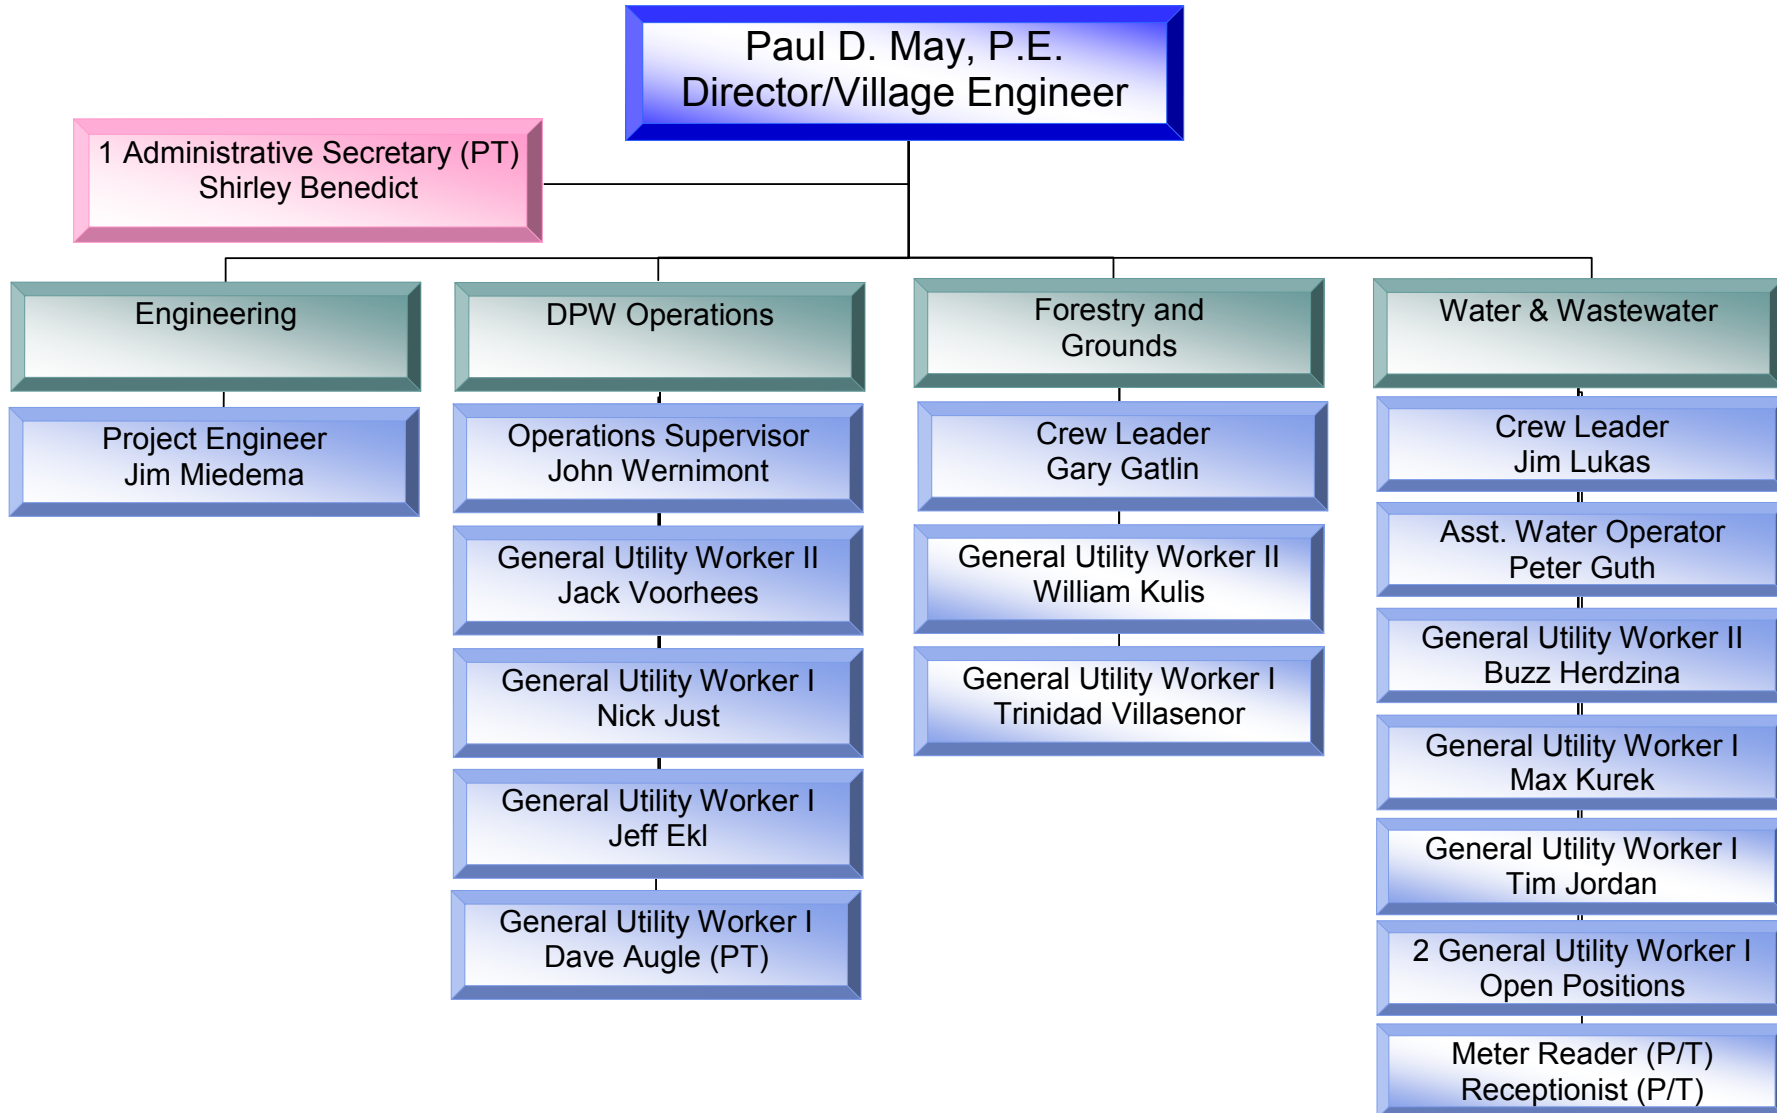 Paul D. May, P.E.
Director/Village Engineer
1 Administrative Secretary (PT)
Shirley Benedict
Engineering
Project Engineer
Jim Miedema
DPW Operations
Operations Supervisor
John Wernimont
General Utility Worker II
Jack Voorhees
General Utility Worker I
Nick Just
General Utility Worker I
Jeff Ekl
General Utility Worker I
Dave Augle (PT)
Forestry and
Grounds
Crew Leader
Gary Gatlin
General Utility Worker II
William Kulis
General Utility Worker I
Trinidad Villasenor
Water & Wastewater
Crew Leader
Jim Lukas
Asst. Water Operator
Peter Guth
General Utility Worker II
Buzz Herdzina
General Utility Worker I
Max Kurek
General Utility Worker I
Tim Jordan
2 General Utility Worker I
Open Positions
Meter Reader (P/T)
Receptionist (P/T)